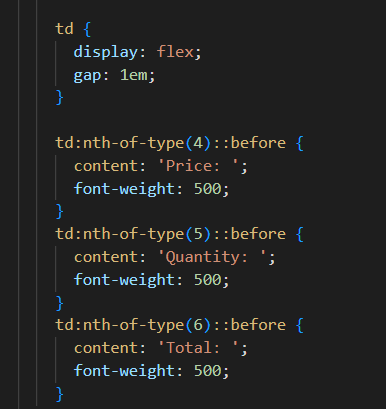 td {
display: flex;
gap: 1em;
}
td:nth-of-type(4)::before {
content: 'Price: ';
font-weight: 500;
}
td:nth-of-type(5)::before {
content: 'Quantity: ';
font-weight: 500;
}
td:nth-of-type(6)::before {
content: 'Total: ';
font-weight: 500;
}